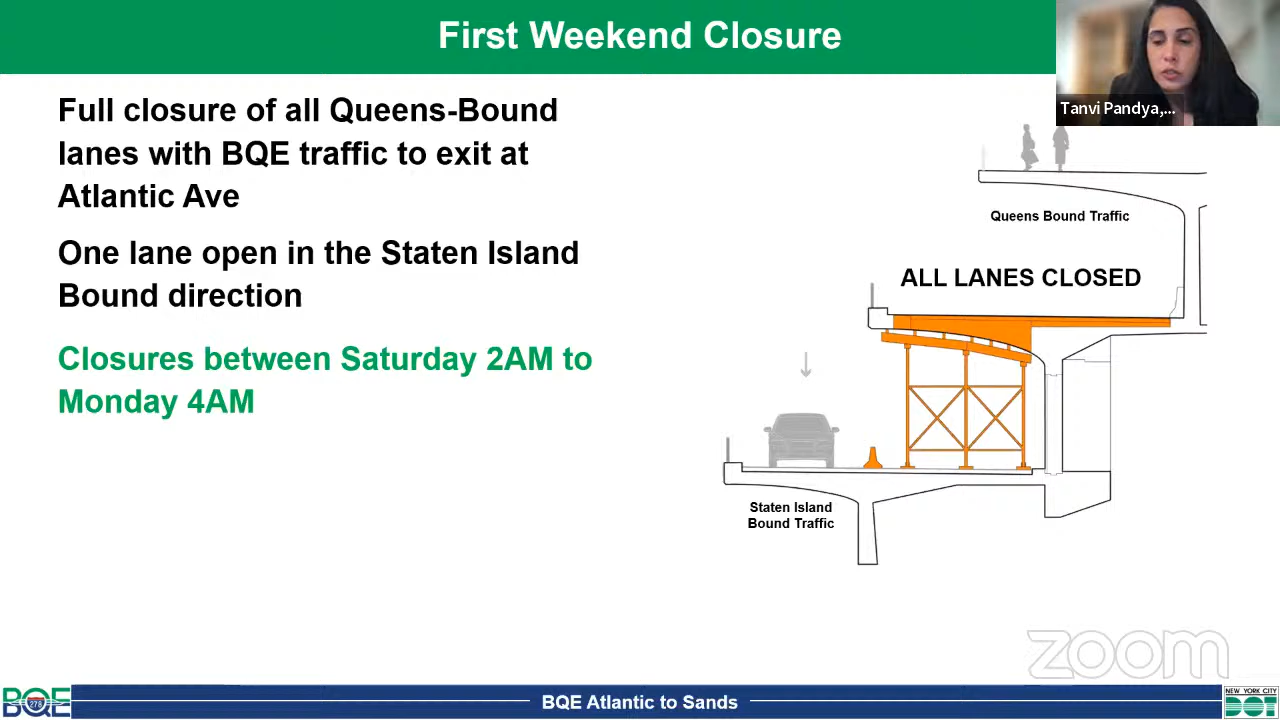 First Weekend Closure
Tanvi Pandya,...
Full closure of all Queens-Bound
lanes with BQE traffic to exit at
Atlantic Ave
One lane open in the Staten Island
Bound direction
Closures between Saturday 2AM to
Monday 4AM
Queens Bound Traffic
ALL LANES CLOSED
Staten Island
Bound Traffic
zoom
BQE
278
BQE Atlantic to Sands
NEW YORK CITY
DOT